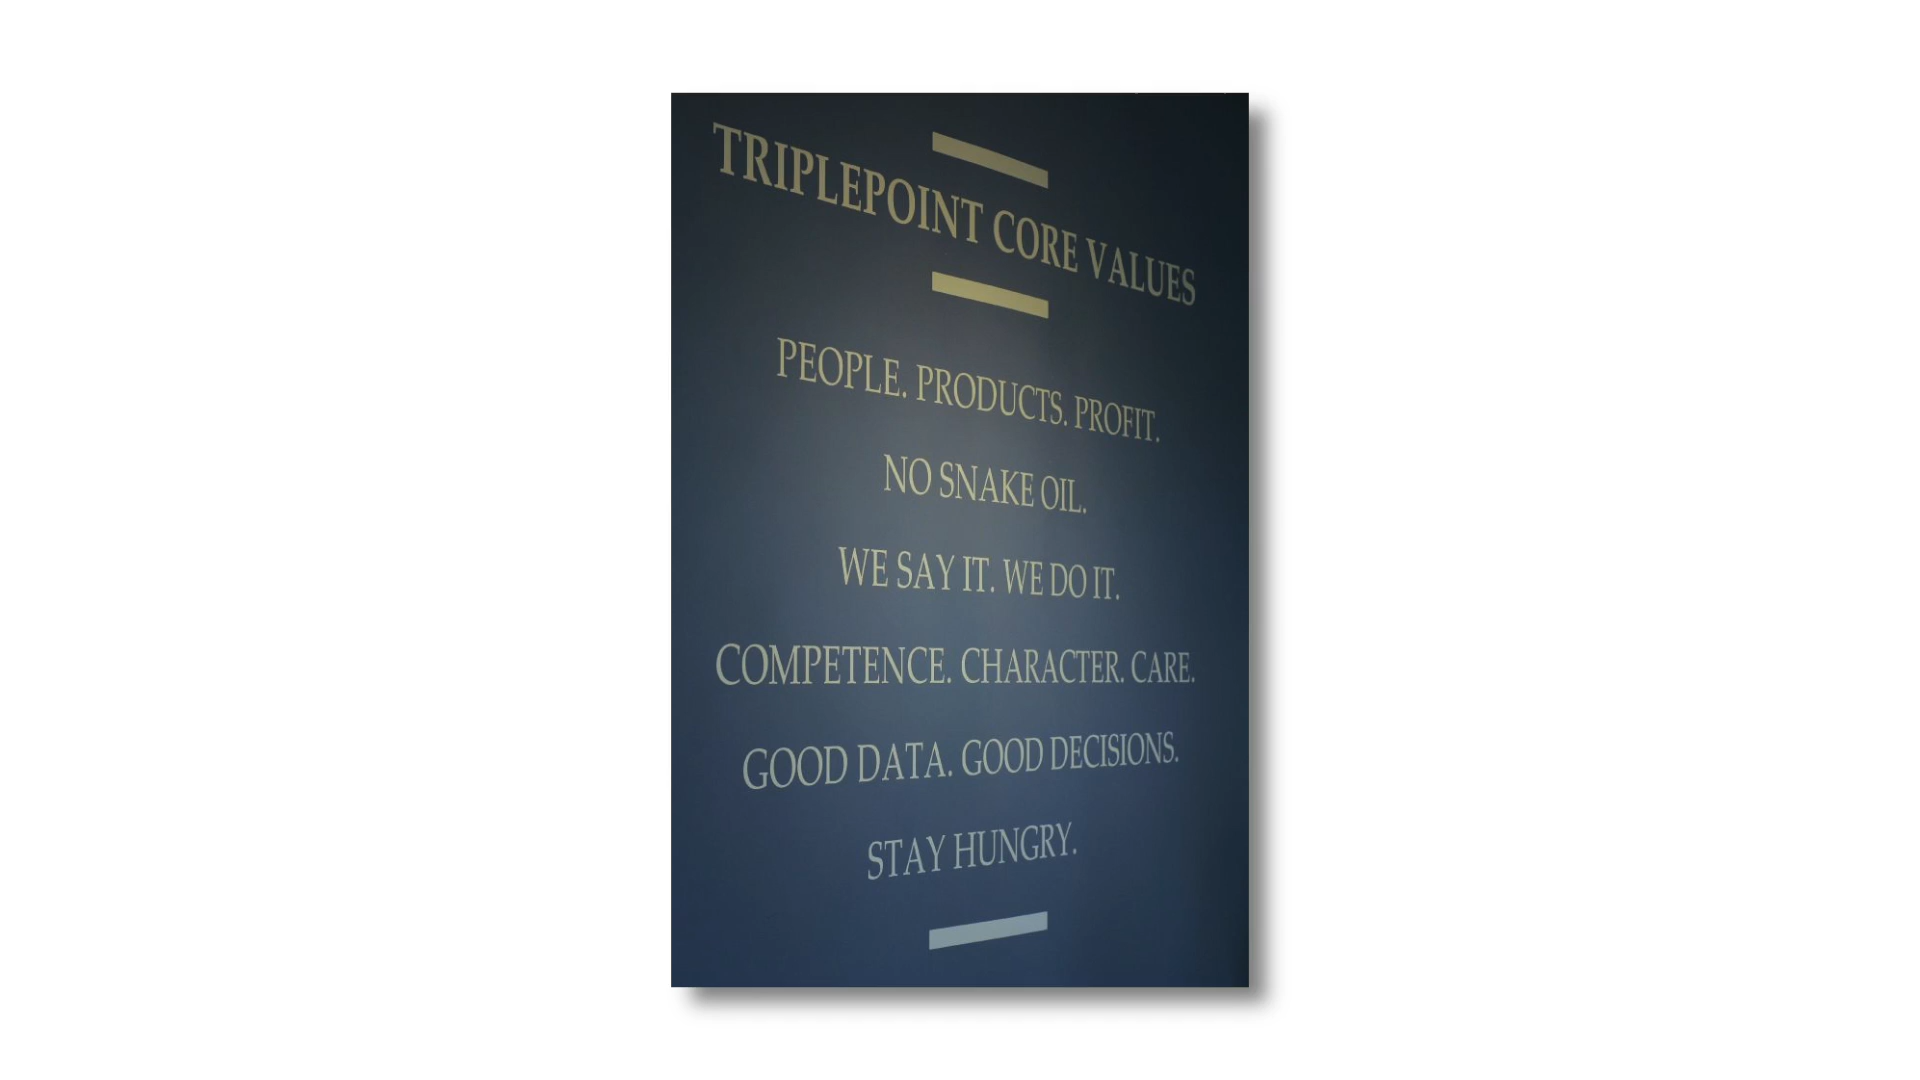 TRIPLEPOINT CORE VALUES
PEOPLE. PRODUCTS. PROFIT.
NO SNAKE OIL.
WE SAY IT. WE DO IT.
COMPETENCE. CHARACTER. CARE.
GOOD DATA. GOOD DECISIONS.
STAY HUNGRY.